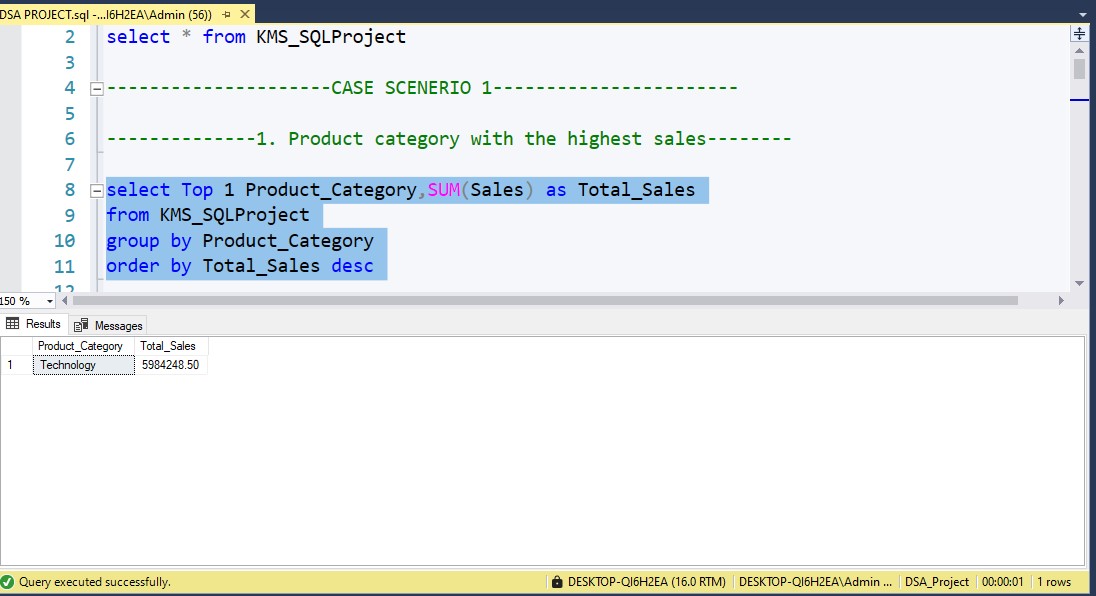 DSA PROJECT.sql -...I6H2EA\Admin (56))
2 select * from KMS_SQLProject
3
4 ---------------------CASE SCENERIO 1-----------------------
5
6 --------------1. Product category with the highest sales--------
7
8 select Top 1 Product_Category,SUM(Sales) as Total_Sales
9 from KMS_SQLProject
10 group by Product_Category
11 order by Total_Sales desc
12
150 %
Results Messages
Product_Category Total_Sales
1 Technology 5984248.50
Query executed successfully. DESKTOP-QI6H2EA (16.0 RTM) DESKTOP-QI6H2EA\Admin ... DSA_Project 00:00:01 1 rows